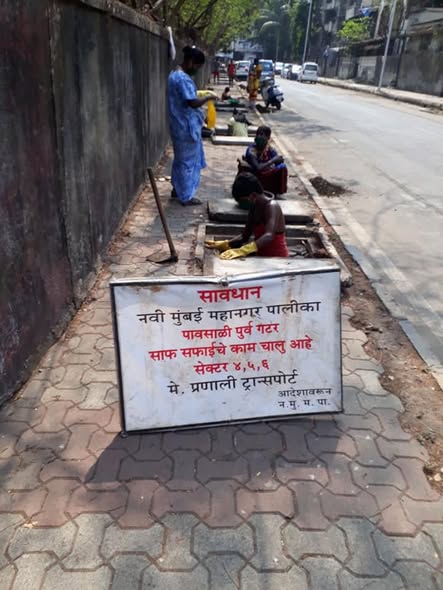 सावधान
नवी मुंबई महानगर पालीका
पावसाळी पुर्व गटर
साफ सफाईचे काम चालु आहे
सेक्टर ४,५,६
मे. प्रणाली ट्रान्सपोर्ट
आदेशावरून
न.मु.म.पा.